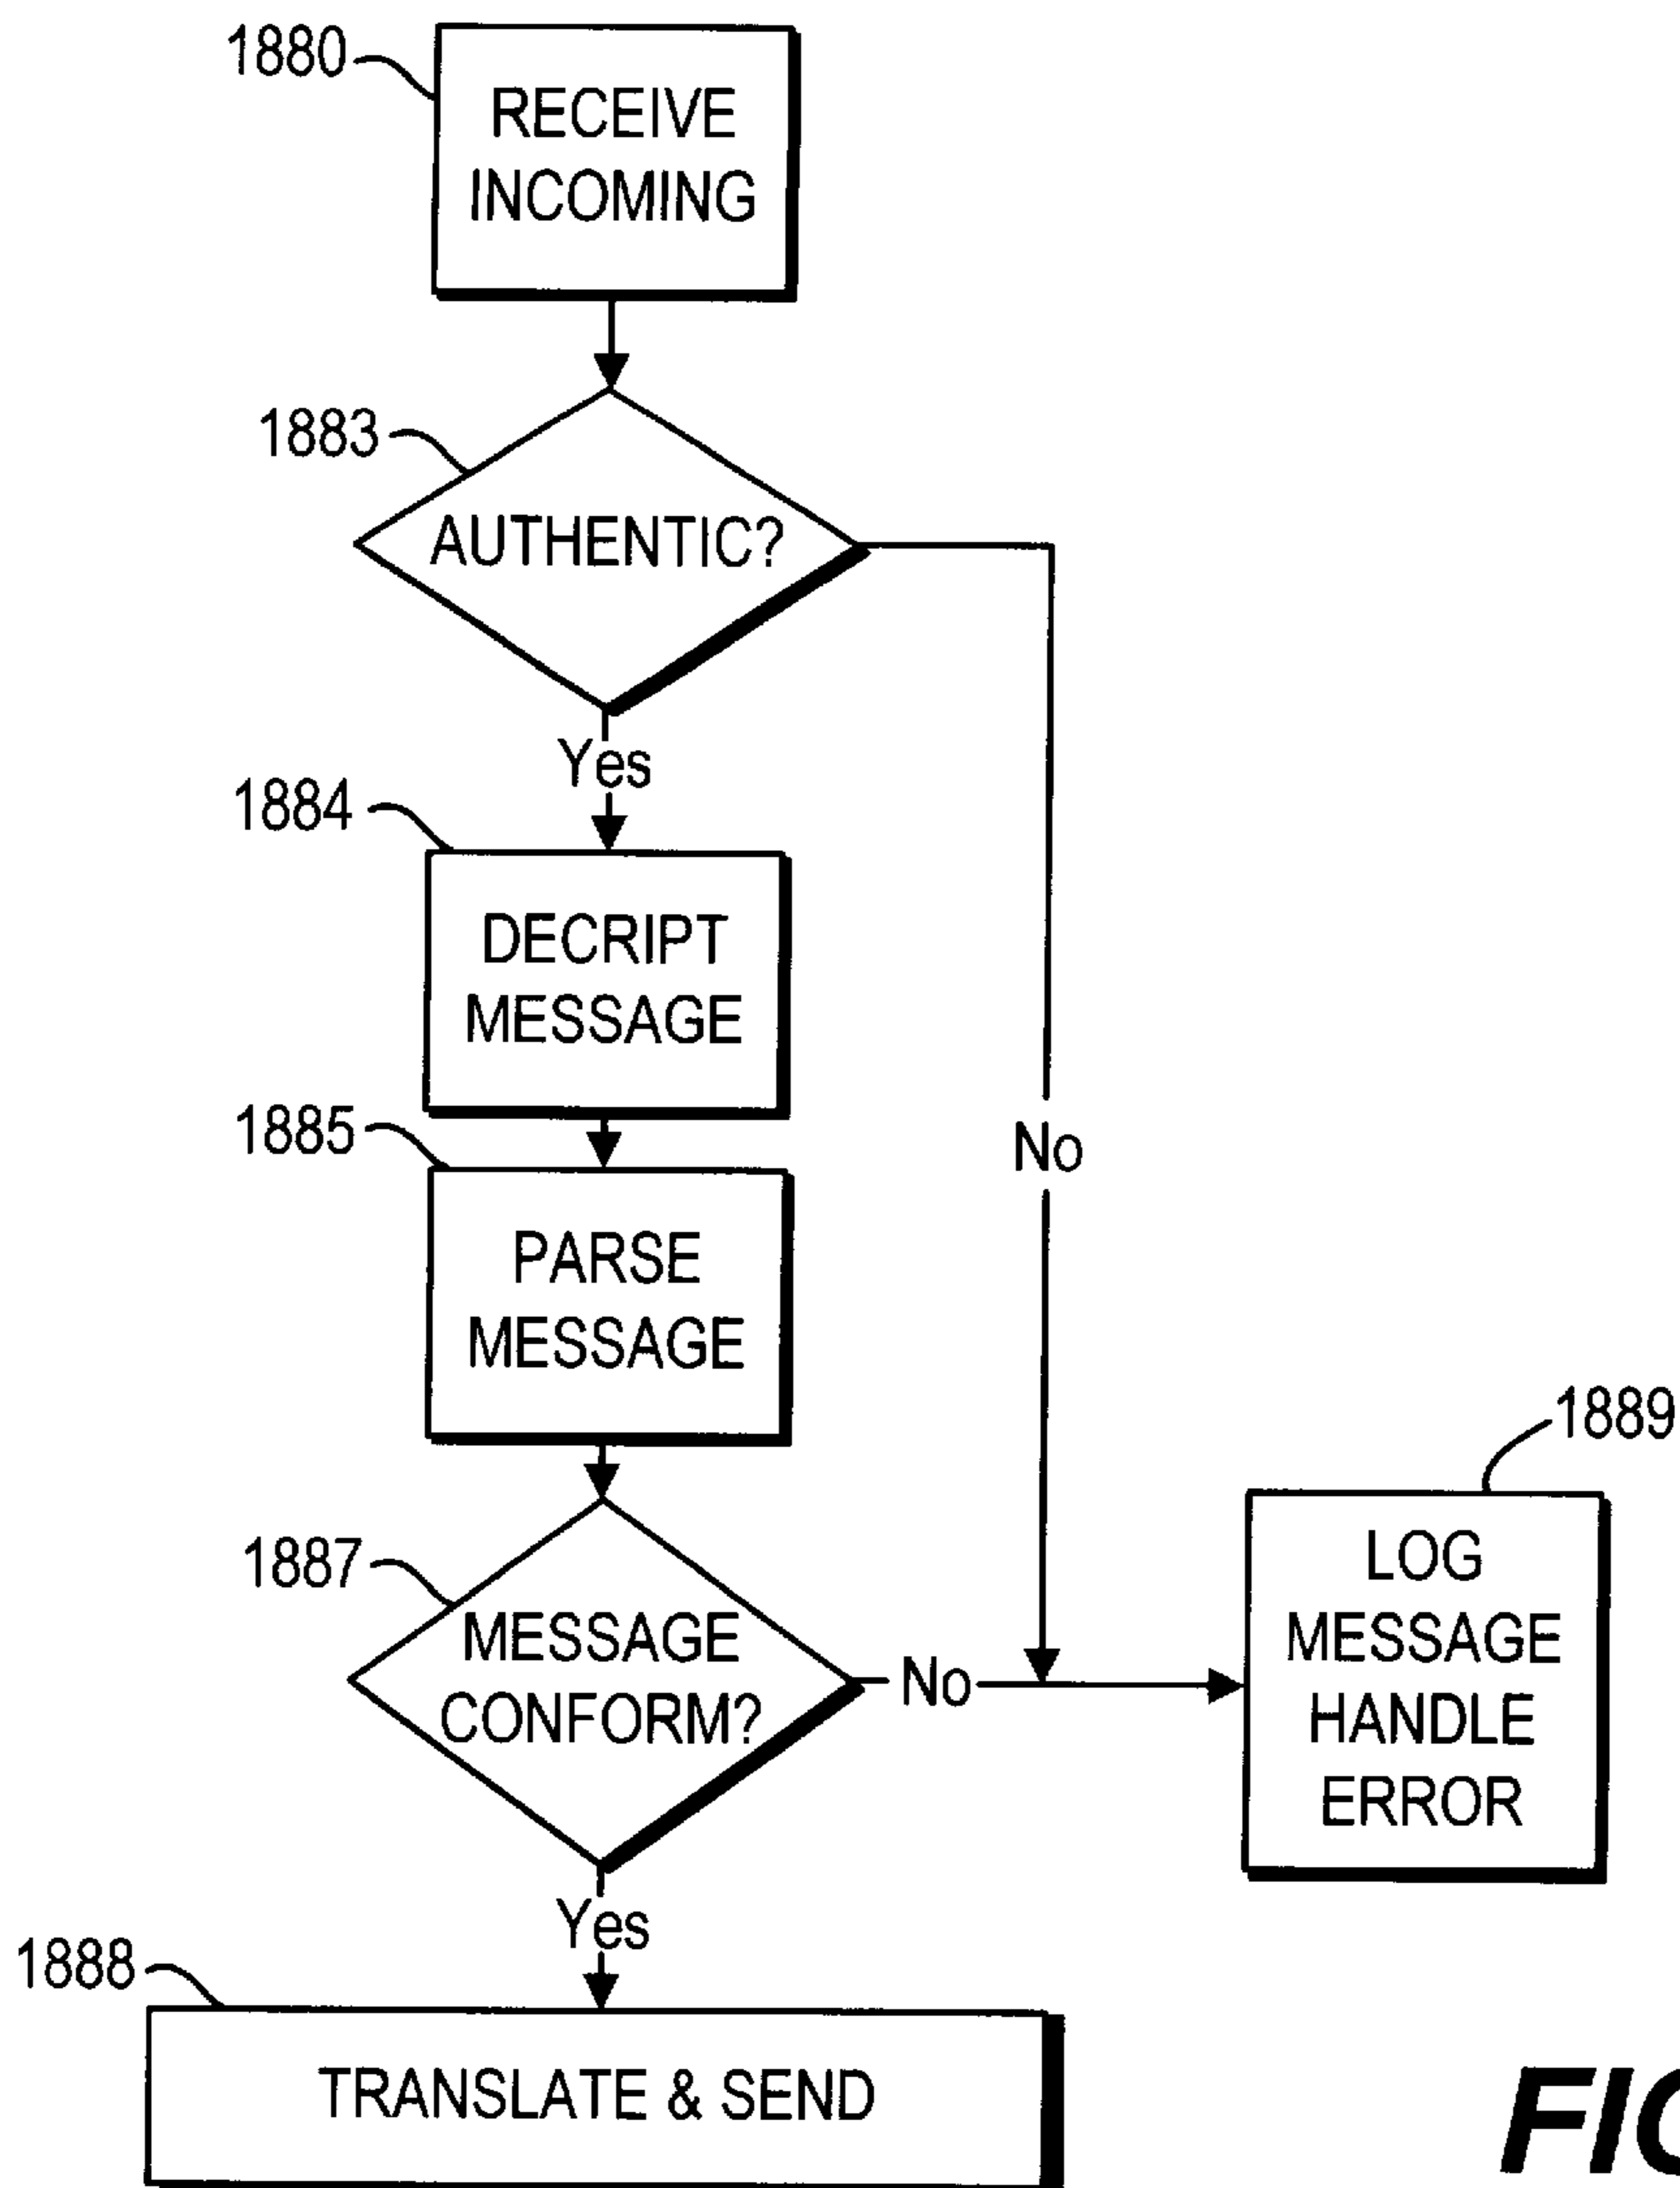 1880
RECEIVE
INCOMING
1883
AUTHENTIC?
Yes
1884
DECRIPT
MESSAGE
1885
No
PARSE
MESSAGE
1889
LOG
MESSAGE
HANDLE
ERROR
1887
MESSAGE
CONFORM?
No
Yes
1888
TRANSLATE & SEND